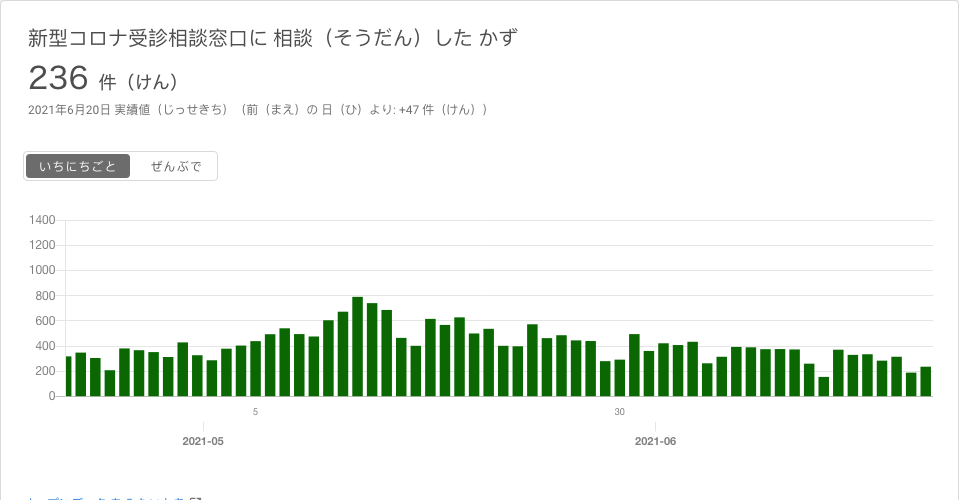 新型コロナ受診相談窓口に 相談（そうだん）した かず
236 件（けん）
2021年6月20日 実績値（じっせきち）（前（まえ）の 日（ひ）より: +47 件（けん））
いちにちごと ぜんぶで
1400
1200
1000
800
600
400
200
0
5 30
2021-05 2021-06